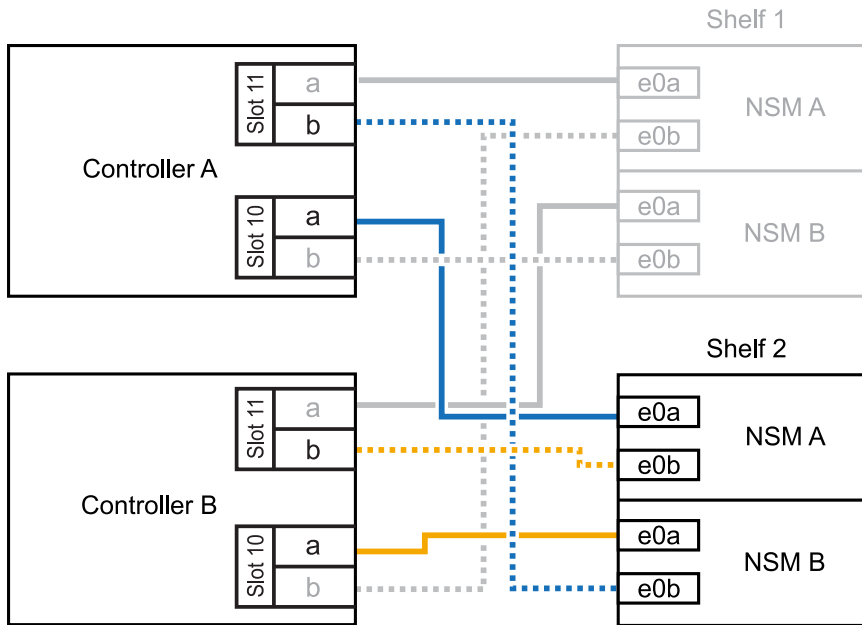 Shelf 1
Controller A
Slot 11
a
b
Slot 10
a
b
e0a
e0b
NSM A
e0a
e0b
NSM B
Shelf 2
Controller B
Slot 11
a
b
Slot 10
a
b
e0a
e0b
NSM A
e0a
e0b
NSM B